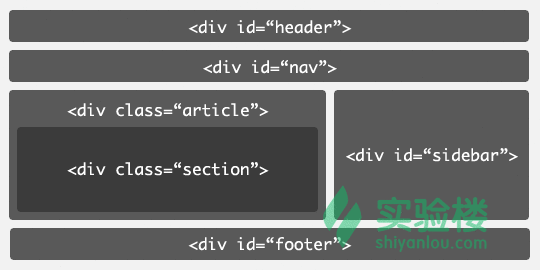 <div id=“header”>
<div id=“nav”>
<div class=“article”>
<div class=“section”>
<div id=“sidebar”>
实验楼
shiyanlou.com
<div id=“footer”>